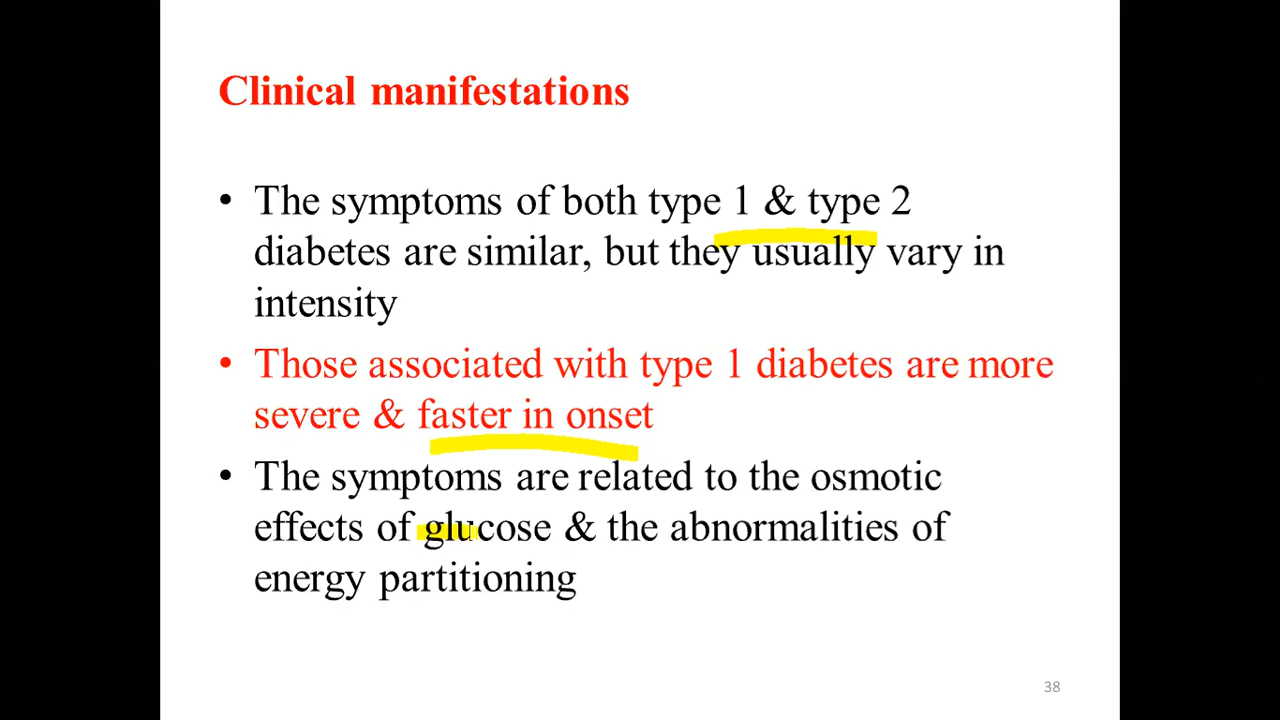 Clinical manifestations
• The symptoms of both type 1 & type 2
diabetes are similar, but they usually vary in
intensity
• Those associated with type 1 diabetes are more
severe & faster in onset
• The symptoms are related to the osmotic
effects of glucose & the abnormalities of
energy partitioning
38